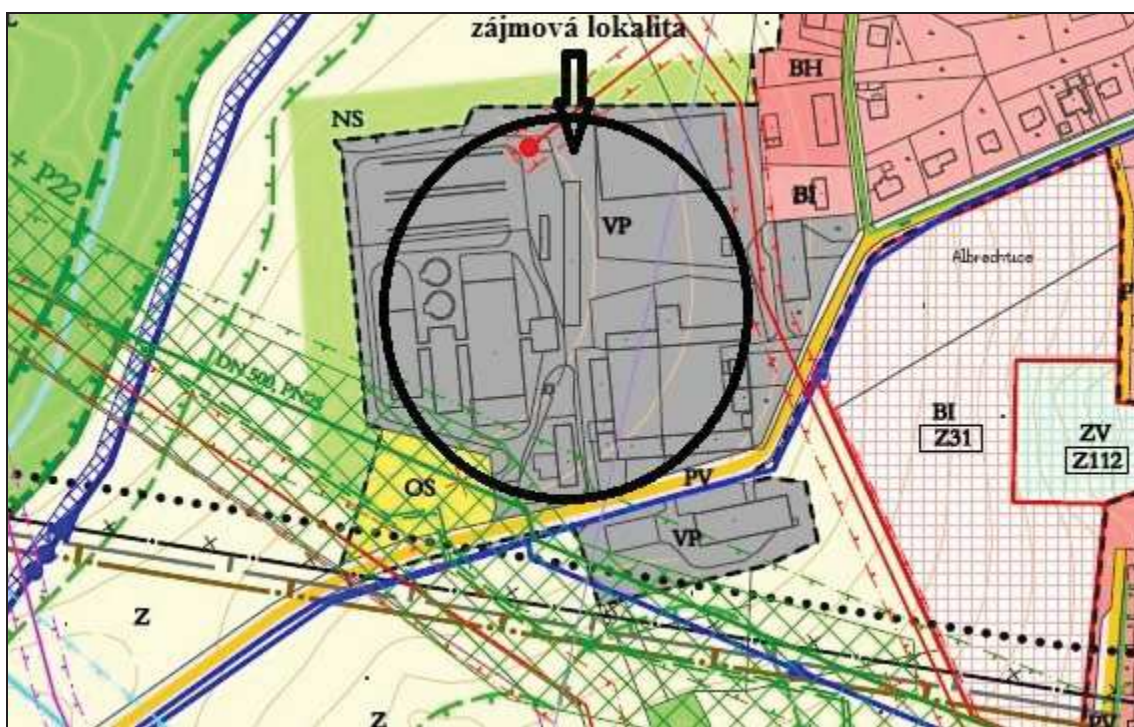 zájmová lokalita
BH
NS
P22
BI
VP
Albrechtice
DN 500, PN25
BI
Z31
ZV
Z112
OS
PV
VP
Z
Z
PV